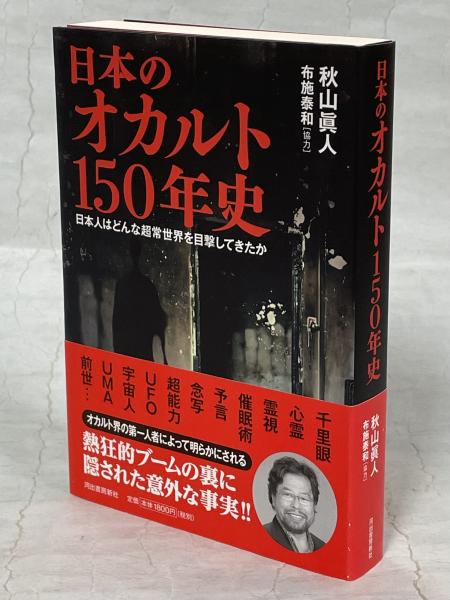 日本の
オカルト
150年史
日本人はどんな超常世界を目撃してきたか
秋山眞人
布施泰和[協力]
千里眼
心霊
霊視
催眠術
予言
念写
超能力
UFO
宇宙人
UMA
前世…
オカルト界の第一人者によって明らかにされる
熱狂的ブームの裏に
隠された意外な事実!!
河出書房新社
定価 本体1800円(税別)
日本のオカルト150年史
秋山眞人
布施泰和[協力]
河出書房新社